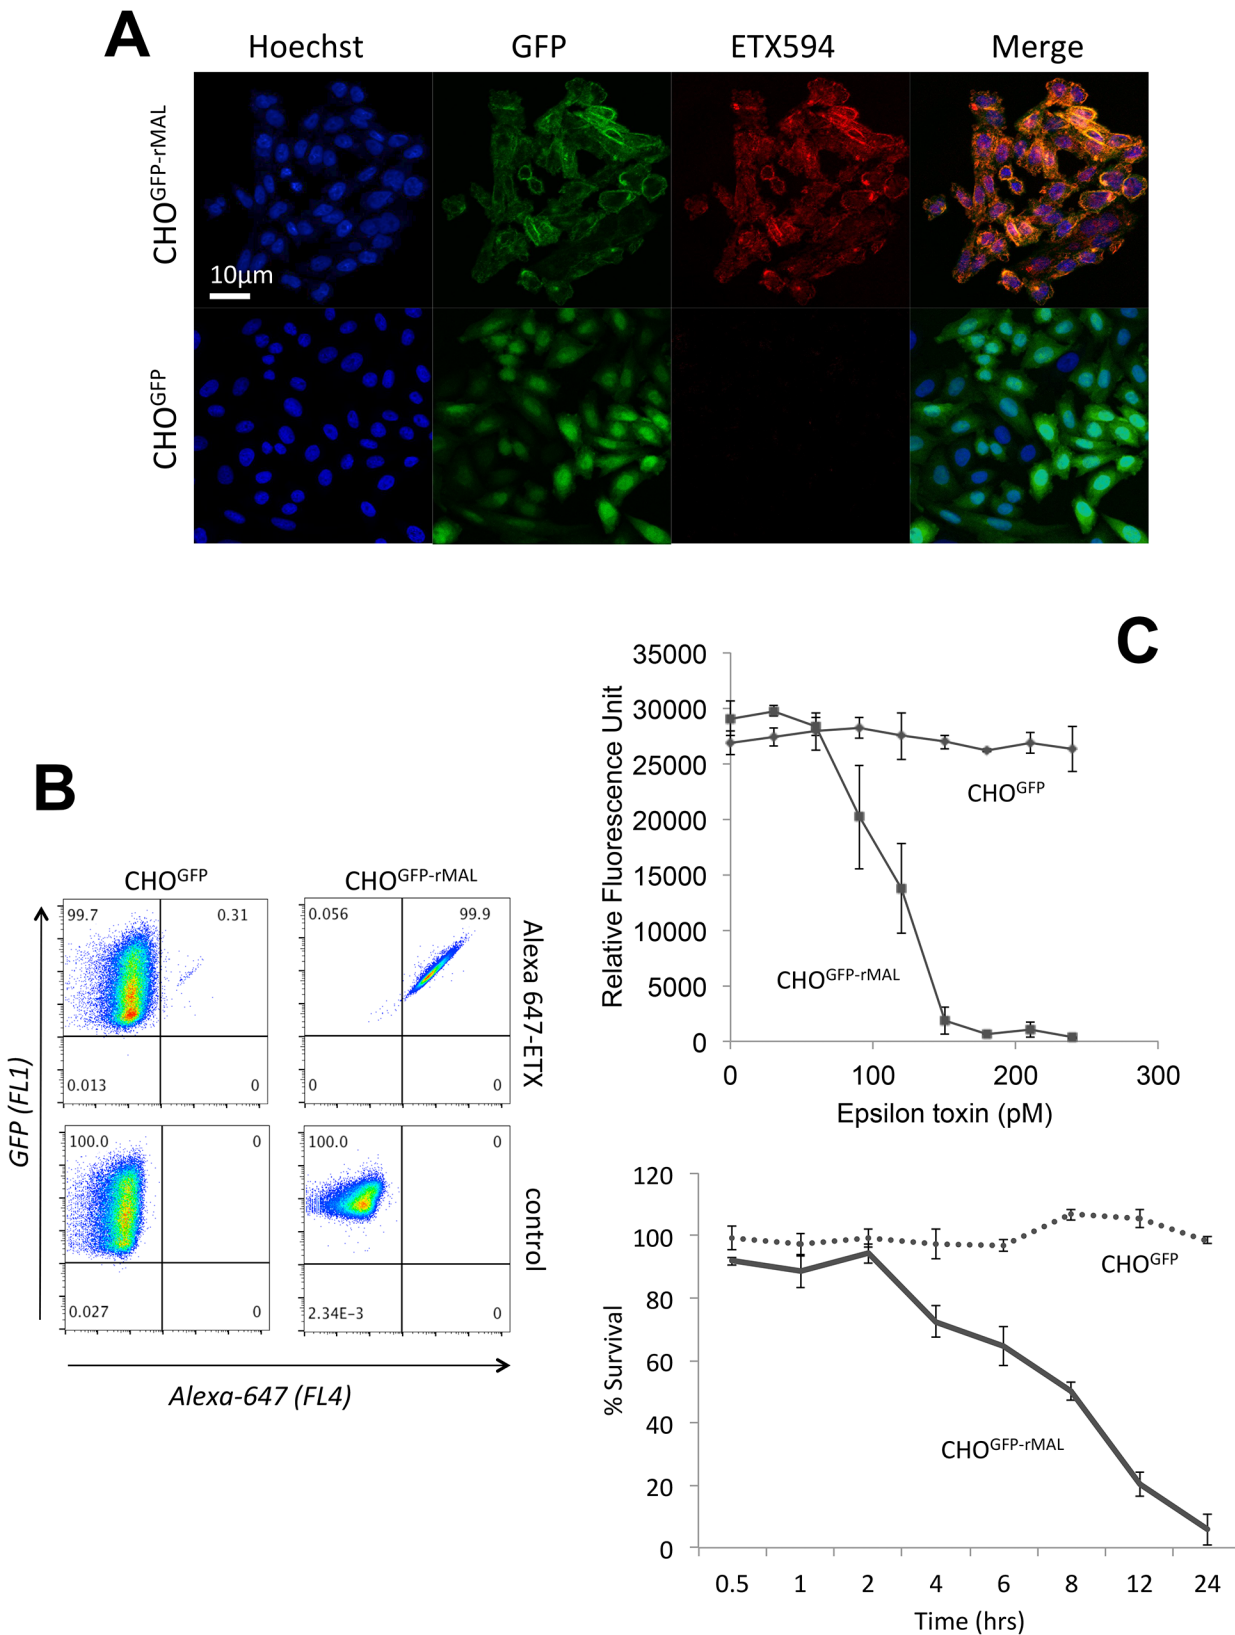 A
Hoechst GFP ETX594 Merge
CHOGFP-rMAL
10µm
CHOGFP
B
CHOGFP CHOGFP-rMAL
99.7 0.31 0.056 99.9
0.013 0 0 0
Alexa 647-ETX
100.0 0 100.0 0
0.027 0 2.34E-3 0
control
GFP (FL1)
Alexa-647 (FL4)
C
Relative Fluorescence Unit
35000
30000
25000
20000
15000
10000
5000
0
CHOGFP
CHOGFP-rMAL
0 100 200 300
Epsilon toxin (pM)
% Survival
120
100
80
60
40
20
0
CHOGFP
CHOGFP-rMAL
0.5 1 2 4 6 8 12 24
Time (hrs)